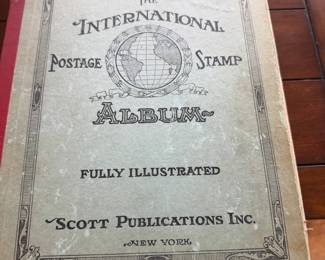 THE
INTERNATIONAL
POSTAGE STAMP
ALBUM
FULLY ILLUSTRATED
SCOTT PUBLICATIONS INC.
NEW YORK